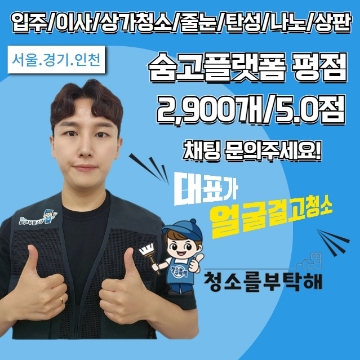 입주/이사/상가청소/줄눈/탄성/나노/상판
서울.경기.인천
숨고플랫폼 평점
2,900개/5.0점
채팅 문의주세요!
대표가
얼굴걸고청소
청소를부탁해